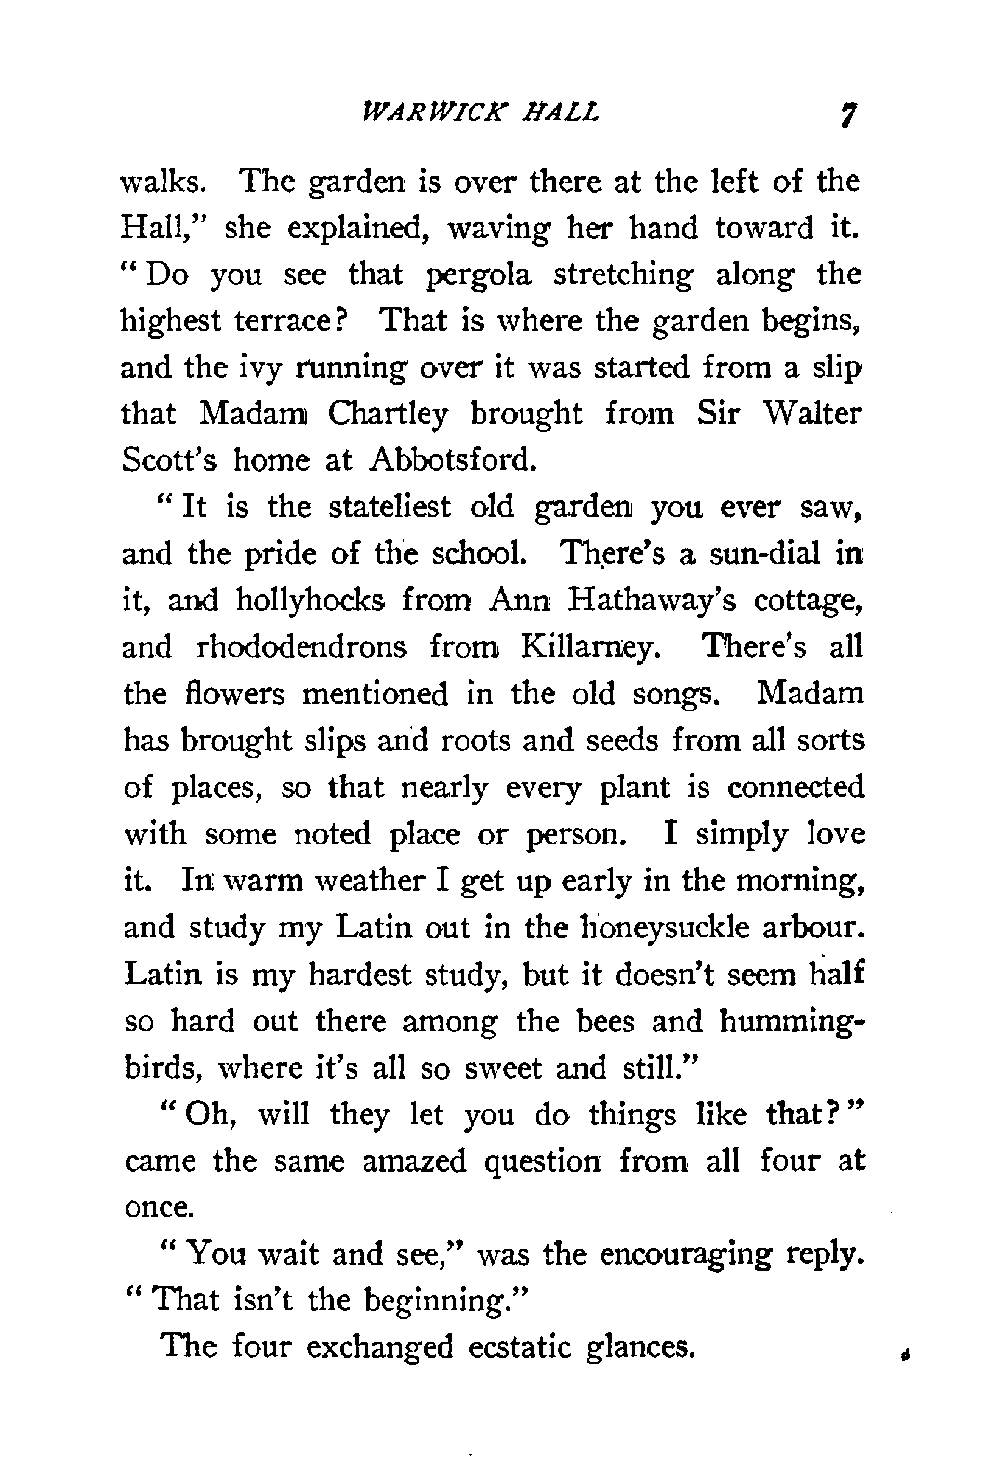 WARWICK HALL 7
walks. The garden is over there at the left of the
Hall," she explained, waving her hand toward it.
" Do you see that pergola stretching along the
highest terrace? That is where the garden begins,
and the ivy running over it was started from a slip
that Madam Chartley brought from Sir Walter
Scott's home at Abbotsford.
" It is the stateliest old garden you ever saw,
and the pride of the school. There's a sun-dial in
it, and hollyhocks from Ann Hathaway's cottage,
and rhododendrons from Killarney. There's all
the flowers mentioned in the old songs. Madam
has brought slips and roots and seeds from all sorts
of places, so that nearly every plant is connected
with some noted place or person. I simply love
it. In warm weather I get up early in the morning,
and study my Latin out in the honeysuckle arbour.
Latin is my hardest study, but it doesn't seem half
so hard out there among the bees and humming-
birds, where it's all so sweet and still."
" Oh, will they let you do things like that? "
came the same amazed question from all four at
once.
" You wait and see," was the encouraging reply.
" That isn't the beginning."
The four exchanged ecstatic glances.